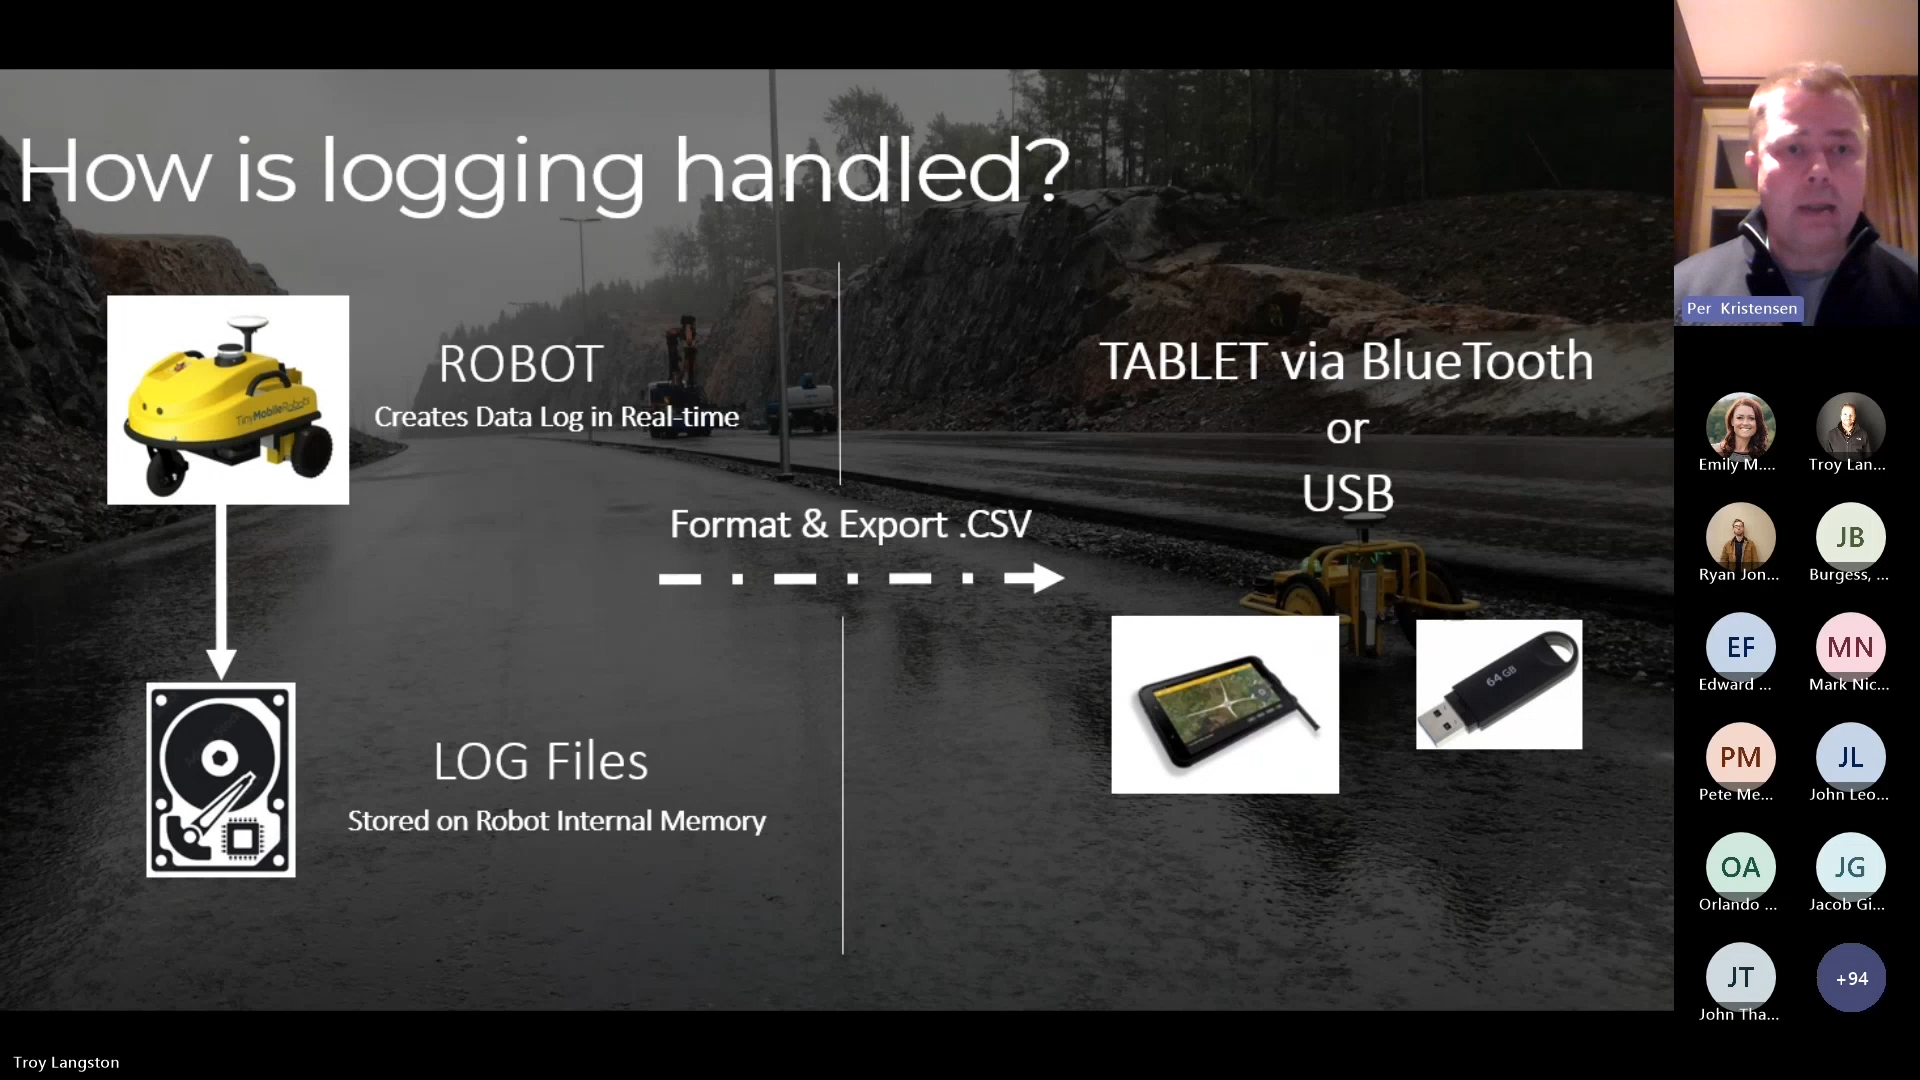 How is logging handled?
TinyMobileRobots
ROBOT
Creates Data Log in Real-time
TABLET via BlueTooth
or
USB
Format & Export .CSV
64 GB
LOG Files
Stored on Robot Internal Memory
Per Kristensen
Emily M....
Troy Lan...
Ryan Jon...
JB
Burgess, ...
EF
Edward ...
MN
Mark Nic...
PM
Pete Me...
JL
John Leo...
OA
Orlando ...
JG
Jacob Gi...
JT
John Tha...
+94
Troy Langston